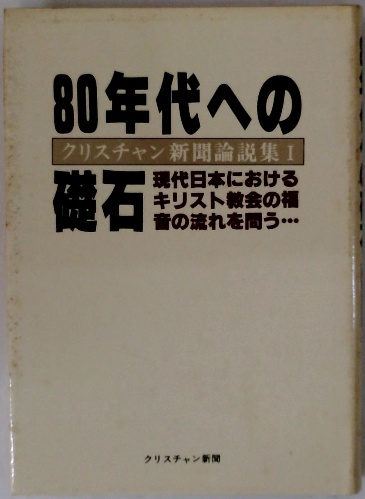 80年代への
クリスチャン新聞論説集I
礎石
現代日本における
キリスト教会の福
音の流れを問う…
クリスチャン新聞